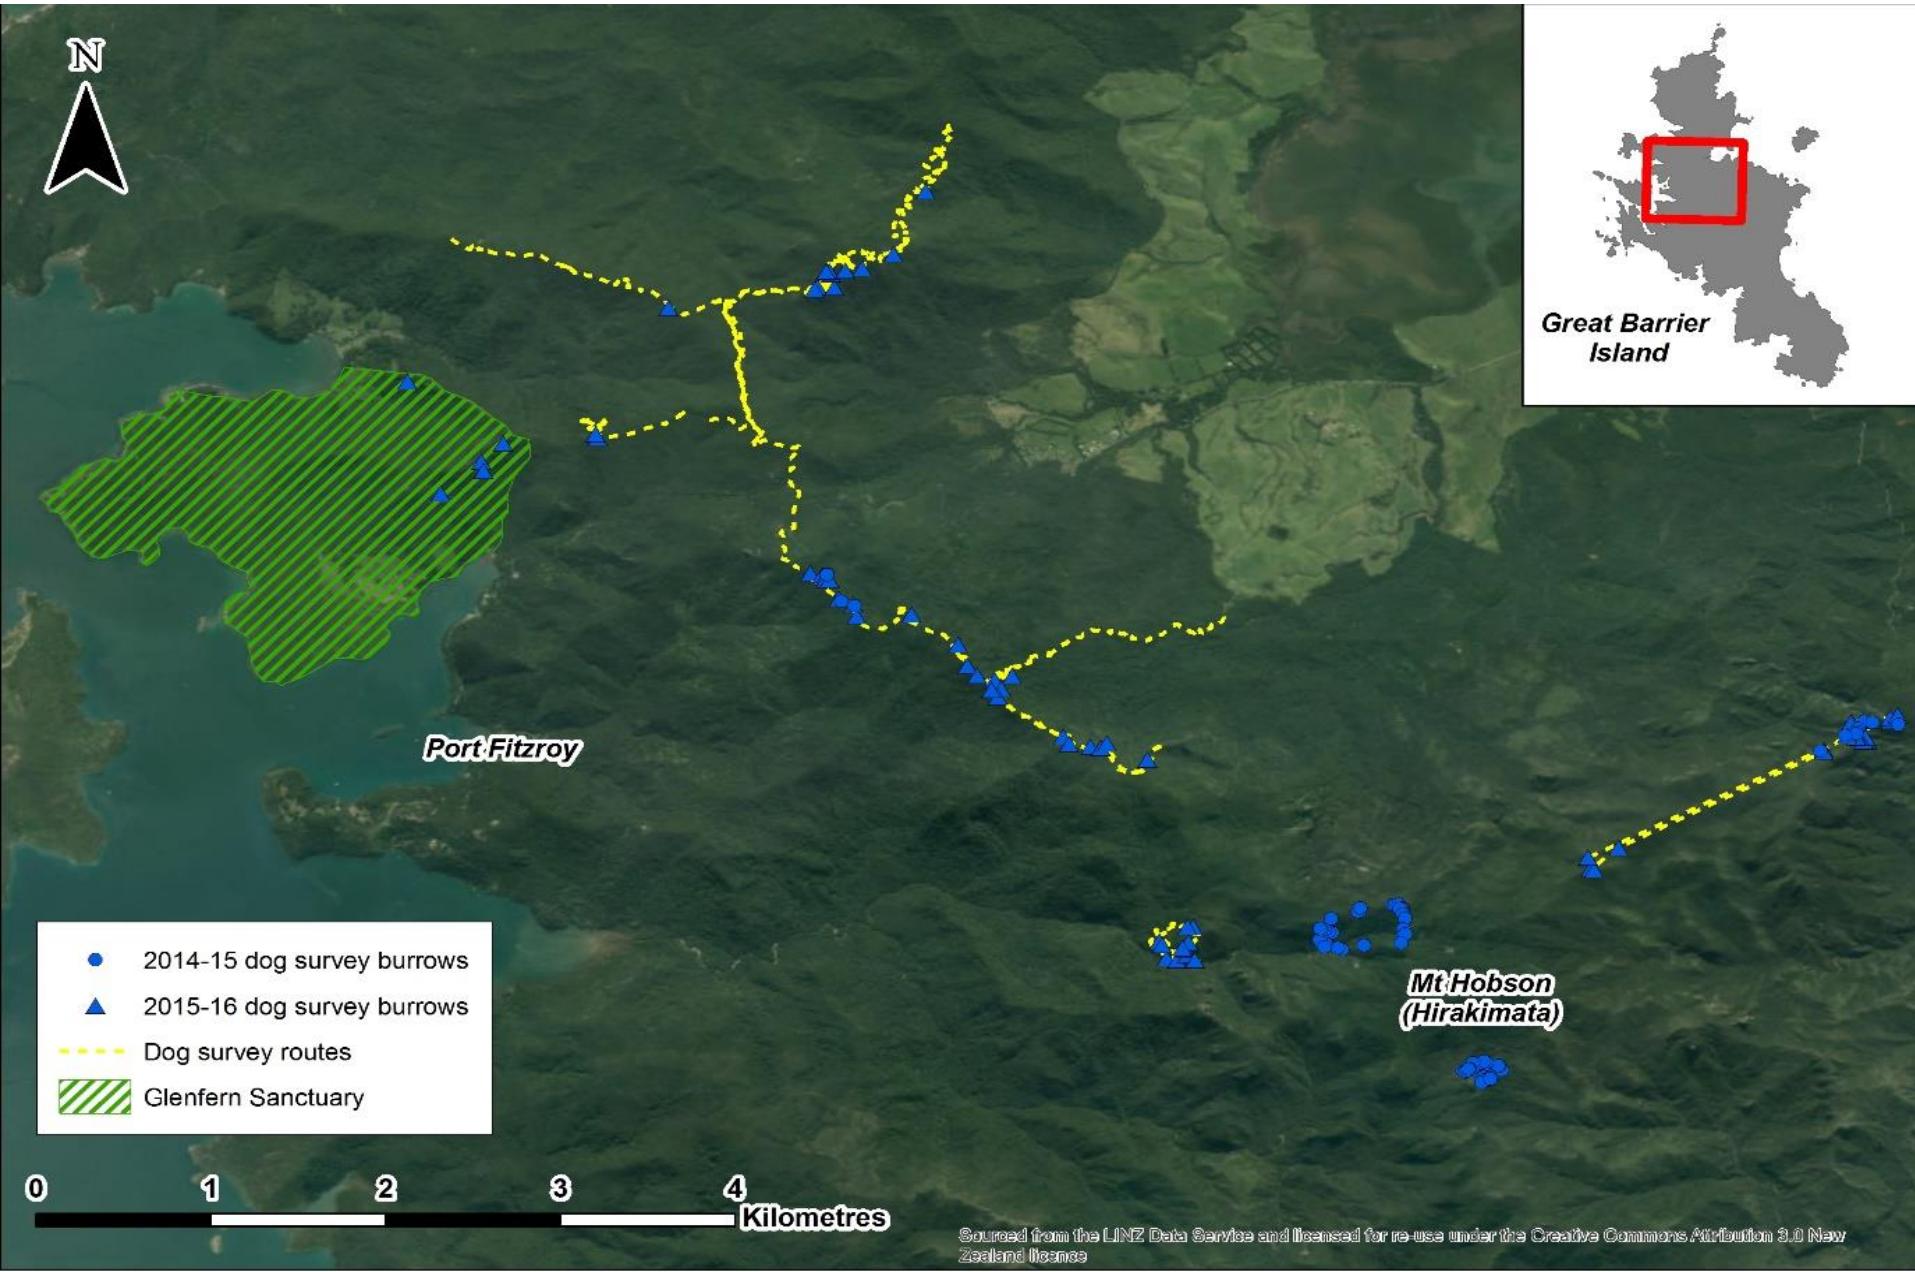 N
Great Barrier
Island
Port Fitzroy
Mt Hobson
(Hirakimata)
2014-15 dog survey burrows
2015-16 dog survey burrows
Dog survey routes
Glenfern Sanctuary
0 1 2 3 4
Kilometres
Sourced from the LINZ Data Service and licensed for re-use under the Creative Commons Attribution 3.0 New
Zealand licence